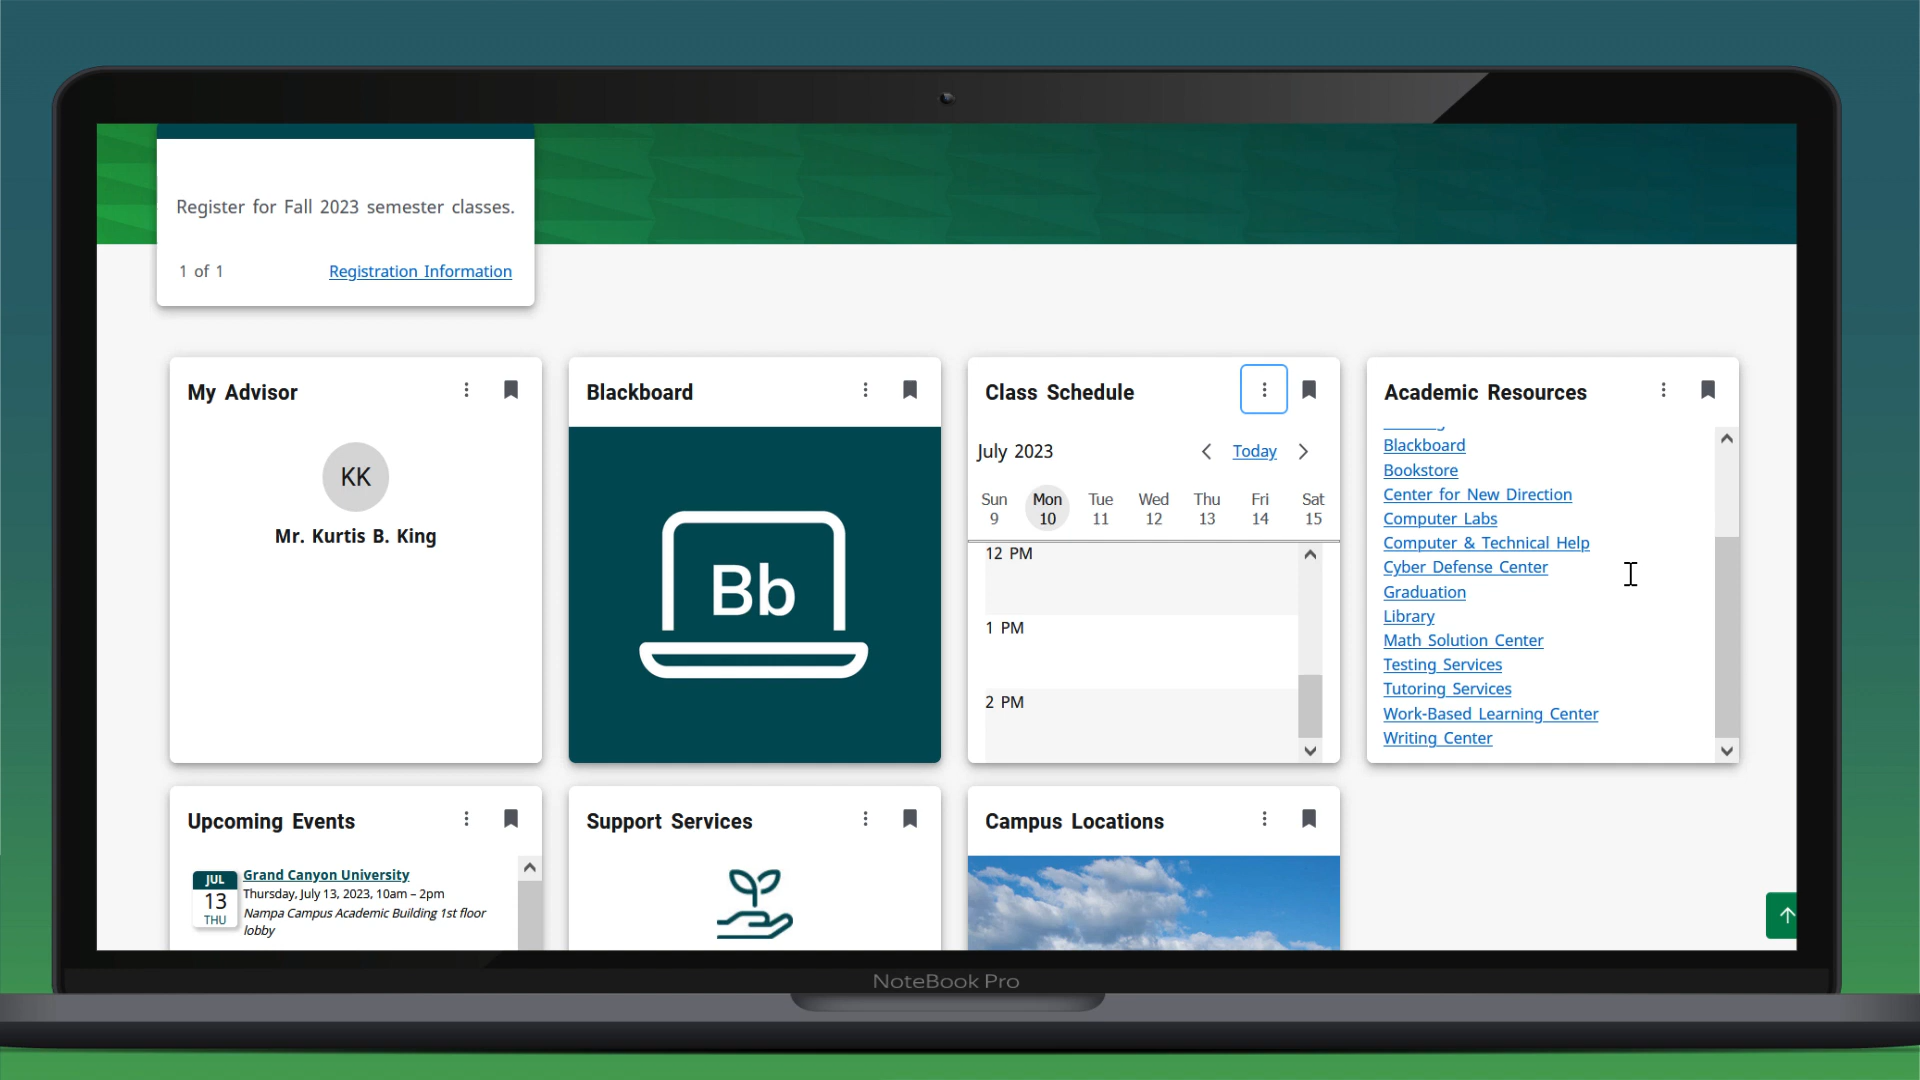 Register for Fall 2023 semester classes.
1 of 1
Registration Information
My Advisor
KK
Mr. Kurtis B. King
Blackboard
Bb
Class Schedule
July 2023
Today
Sun Mon Tue Wed Thu Fri Sat
9 10 11 12 13 14 15
12 PM
1 PM
2 PM
Academic Resources
Blackboard
Bookstore
Center for New Direction
Computer Labs
Computer & Technical Help
Cyber Defense Center
Graduation
Library
Math Solution Center
Testing Services
Tutoring Services
Work-Based Learning Center
Writing Center
Upcoming Events
JUL
13
THU
Grand Canyon University
Thursday, July 13, 2023, 10am – 2pm
Nampa Campus Academic Building 1st floor
lobby
Support Services
Campus Locations
NoteBook Pro